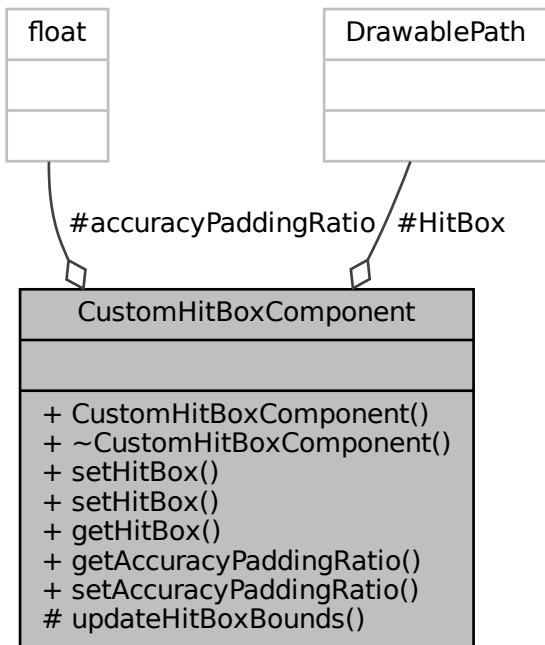 float
DrawablePath
#accuracyPaddingRatio
#HitBox
CustomHitBoxComponent
+ CustomHitBoxComponent()
+ ~CustomHitBoxComponent()
+ setHitBox()
+ setHitBox()
+ getHitBox()
+ getAccuracyPaddingRatio()
+ setAccuracyPaddingRatio()
# updateHitBoxBounds()